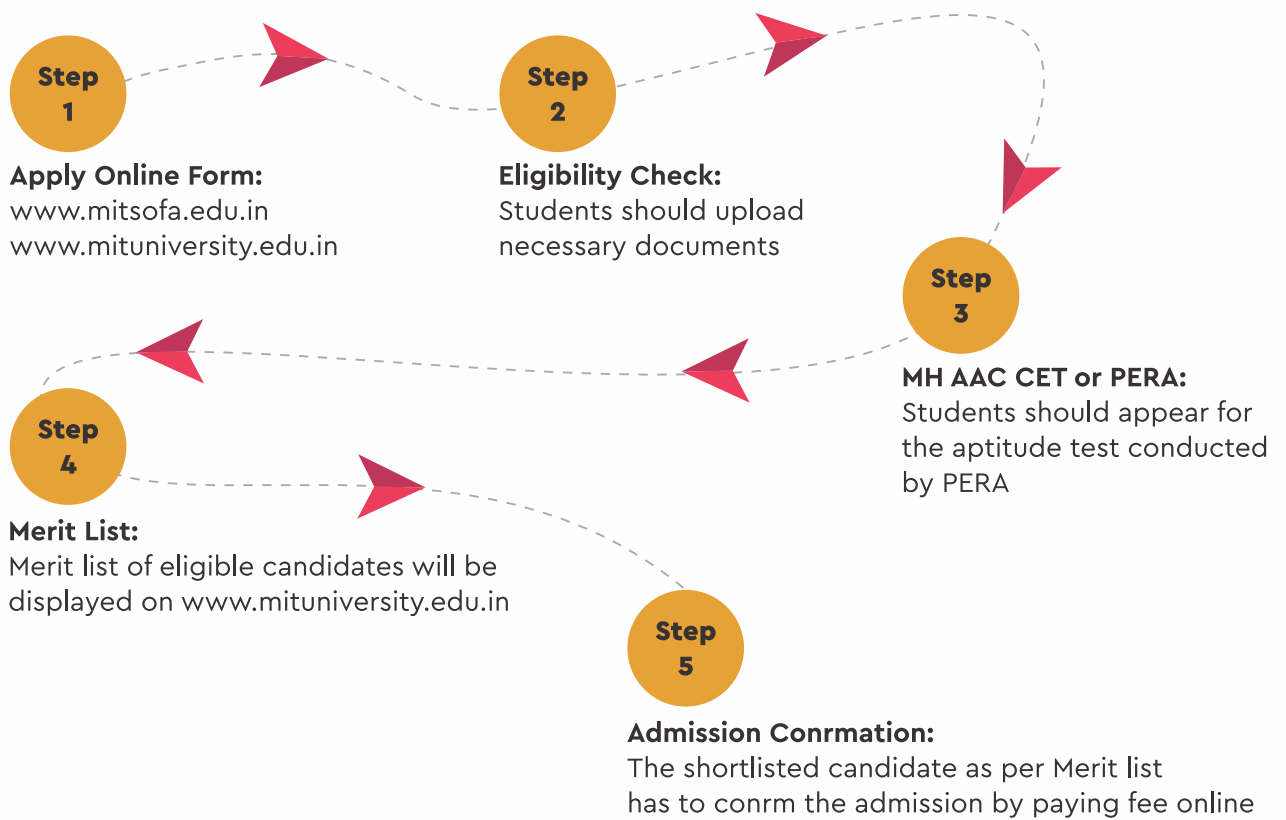 Step
1
Apply Online Form:
www.mitsofa.edu.in
www.mituniversity.edu.in
Step
2
Eligibility Check:
Students should upload
necessary documents
Step
3
MH AAC CET or PERA:
Students should appear for
the aptitude test conducted
by PERA
Step
4
Merit List:
Merit list of eligible candidates will be
displayed on www.mituniversity.edu.in
Step
5
Admission Conrmation:
The shortlisted candidate as per Merit list
has to conrm the admission by paying fee online